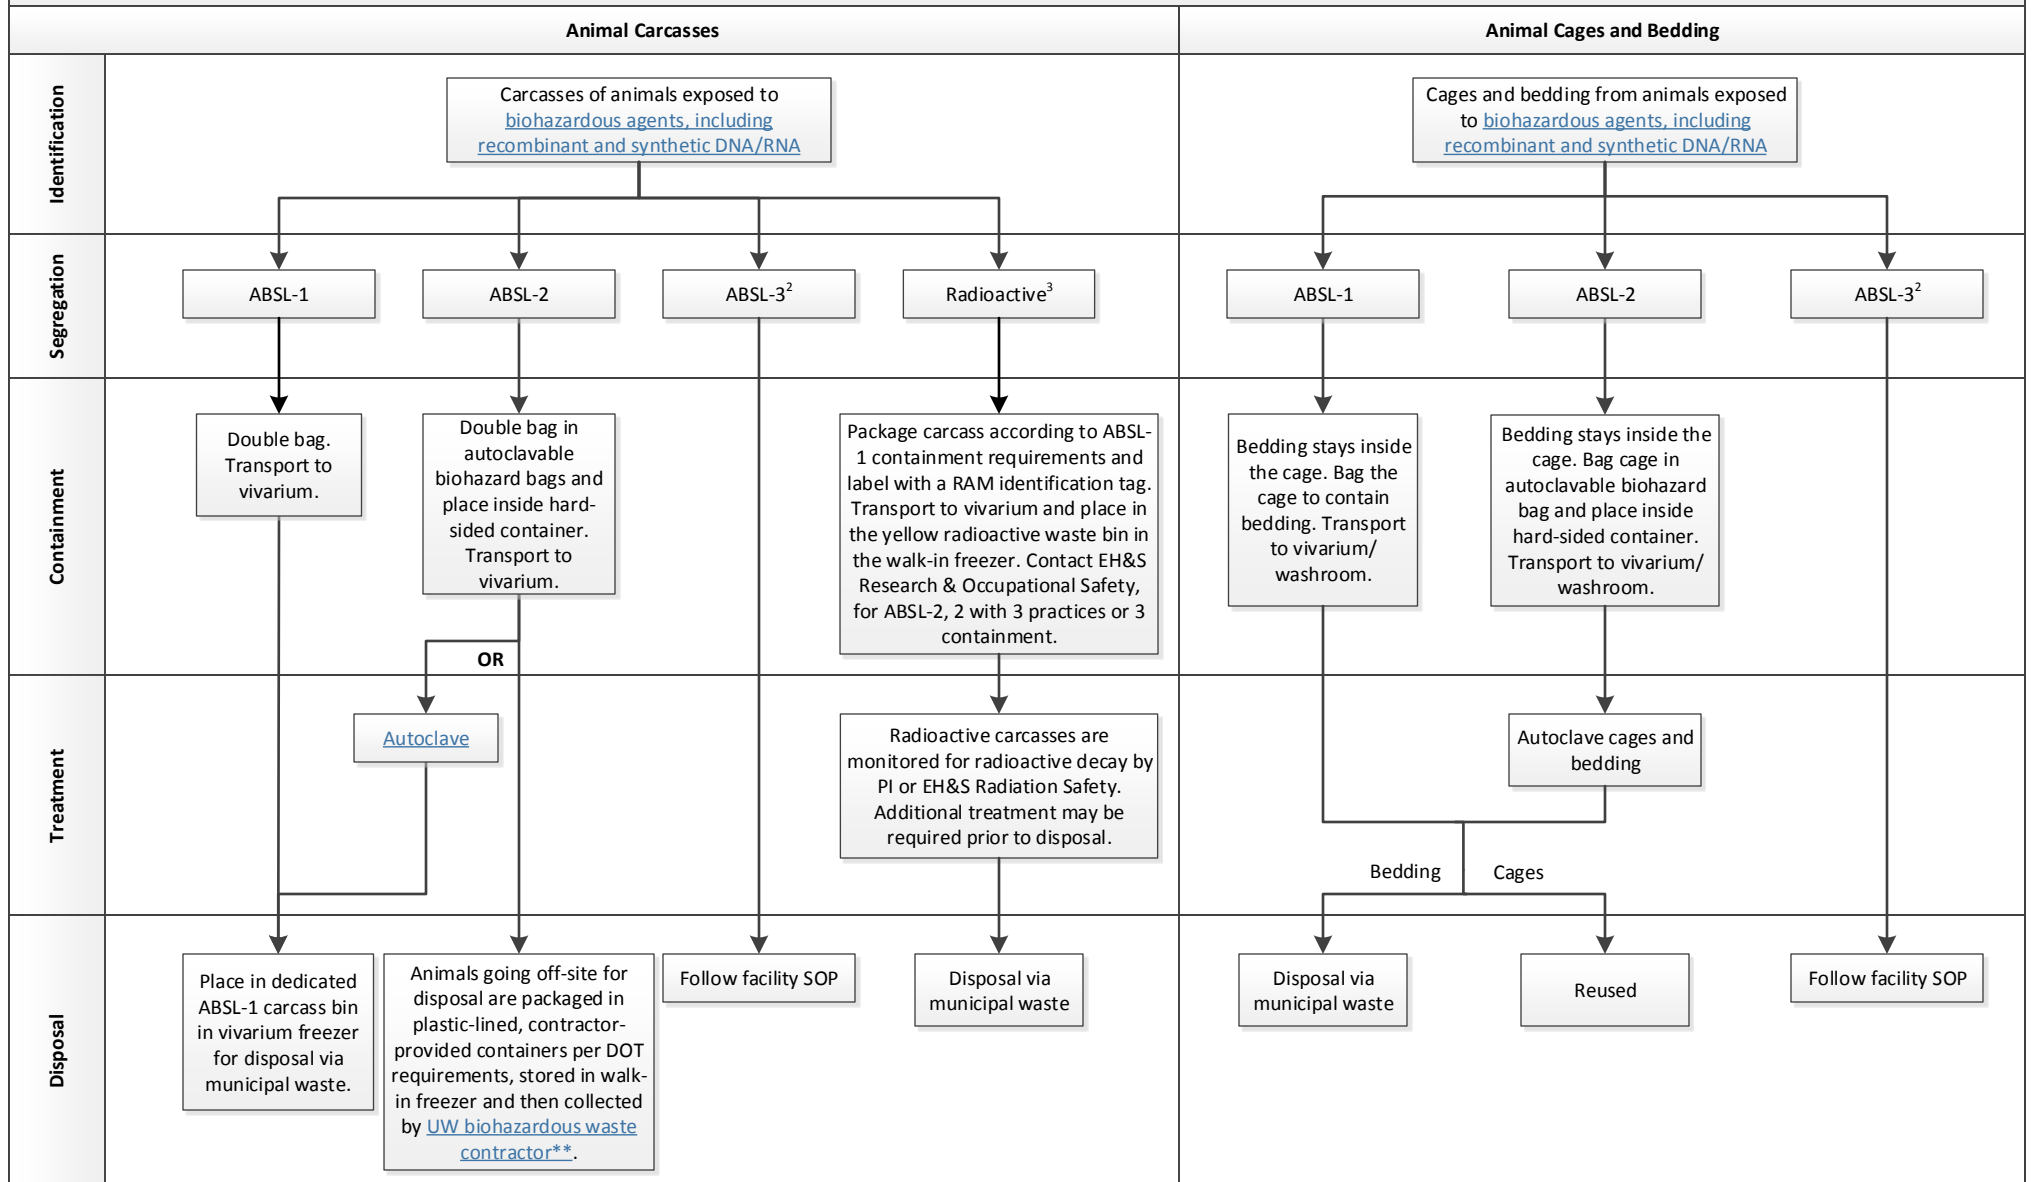 Animal Carcasses
Animal Cages and Bedding
Identification
Carcasses of animals exposed to
biohazardous agents, including
recombinant and synthetic DNA/RNA
Cages and bedding from animals exposed
to biohazardous agents, including
recombinant and synthetic DNA/RNA
Segregation
ABSL-1
ABSL-2
ABSL-3²
Radioactive³
ABSL-1
ABSL-2
ABSL-3²
Containment
Double bag.
Transport to
vivarium.
Double bag in
autoclavable
biohazard bags and
place inside hard-
sided container.
Transport to
vivarium.
Package carcass according to ABSL-
1 containment requirements and
label with a RAM identification tag.
Transport to vivarium and place in
the yellow radioactive waste bin in
the walk-in freezer. Contact EH&S
Research & Occupational Safety,
for ABSL-2, 2 with 3 practices or 3
containment.
Bedding stays inside
the cage. Bag the
cage to contain
bedding. Transport
to vivarium/
washroom.
Bedding stays inside the
cage. Bag cage in
autoclavable biohazard
bag and place inside
hard-sided container.
Transport to vivarium/
washroom.
OR
Treatment
Autoclave
Radioactive carcasses are
monitored for radioactive decay by
PI or EH&S Radiation Safety.
Additional treatment may be
required prior to disposal.
Autoclave cages and
bedding
Bedding
Cages
Disposal
Place in dedicated
ABSL-1 carcass bin
in vivarium freezer
for disposal via
municipal waste.
Animals going off-site for
disposal are packaged in
plastic-lined, contractor-
provided containers per DOT
requirements, stored in walk-
in freezer and then collected
by UW biohazardous waste
contractor**.
Follow facility SOP
Disposal via
municipal waste
Disposal via
municipal waste
Reused
Follow facility SOP